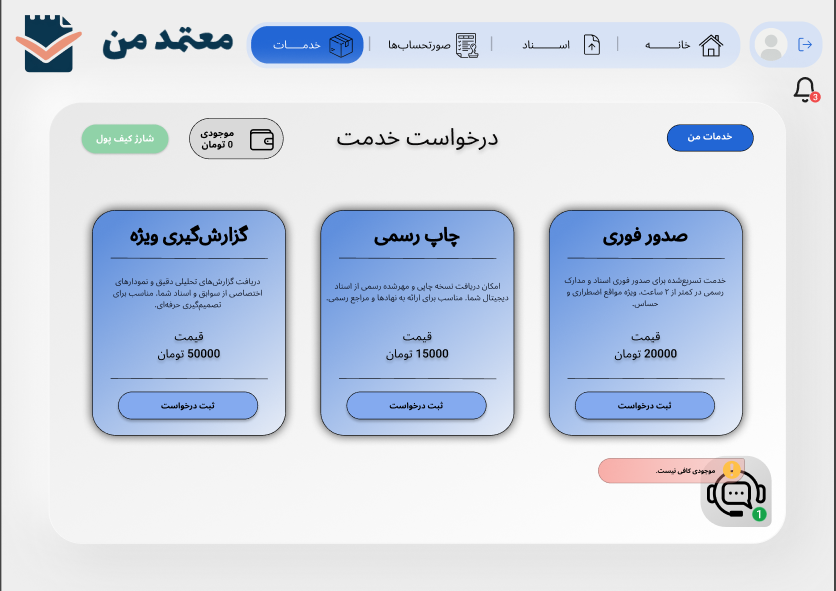 معتمد من
خانـــــــه
اســــــناد
صورتحساب‌ها
خدمـــــات
3
خدمات من
درخواست خدمت
موجودی
0 تومان
شارژ کیف پول
صدور فوری
خدمت تسریع‌شده برای صدور فوری اسناد و مدارک
رسمی در کمتر از ۲ ساعت. ویژه مواقع اضطراری و
حساس.
قیمت
20000 تومان
ثبت درخواست
چاپ رسمی
امکان دریافت نسخه چاپی و مهرشده رسمی از اسناد
دیجیتال شما. مناسب برای ارائه به نهادها و مراجع رسمی.
قیمت
15000 تومان
ثبت درخواست
گزارش‌گیری ویژه
دریافت گزارش‌های تحلیلی دقیق و نمودارهای
اختصاصی از سوابق و اسناد شما. مناسب برای
تصمیم‌گیری حرفه‌ای.
قیمت
50000 تومان
ثبت درخواست
موجودی کافی نیست.
1